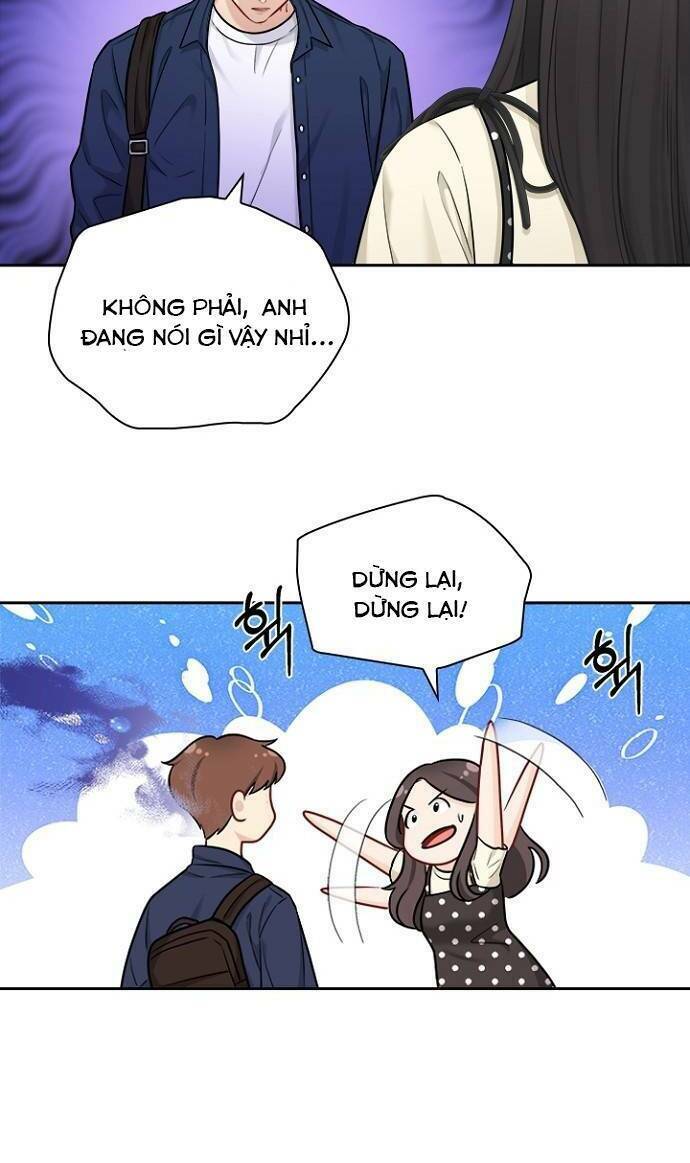 KHÔNG PHẢI, ANH
ĐANG NÓI GÌ VẬY NHỈ...
DỪNG LẠI,
DỪNG LẠI!
휙
휙